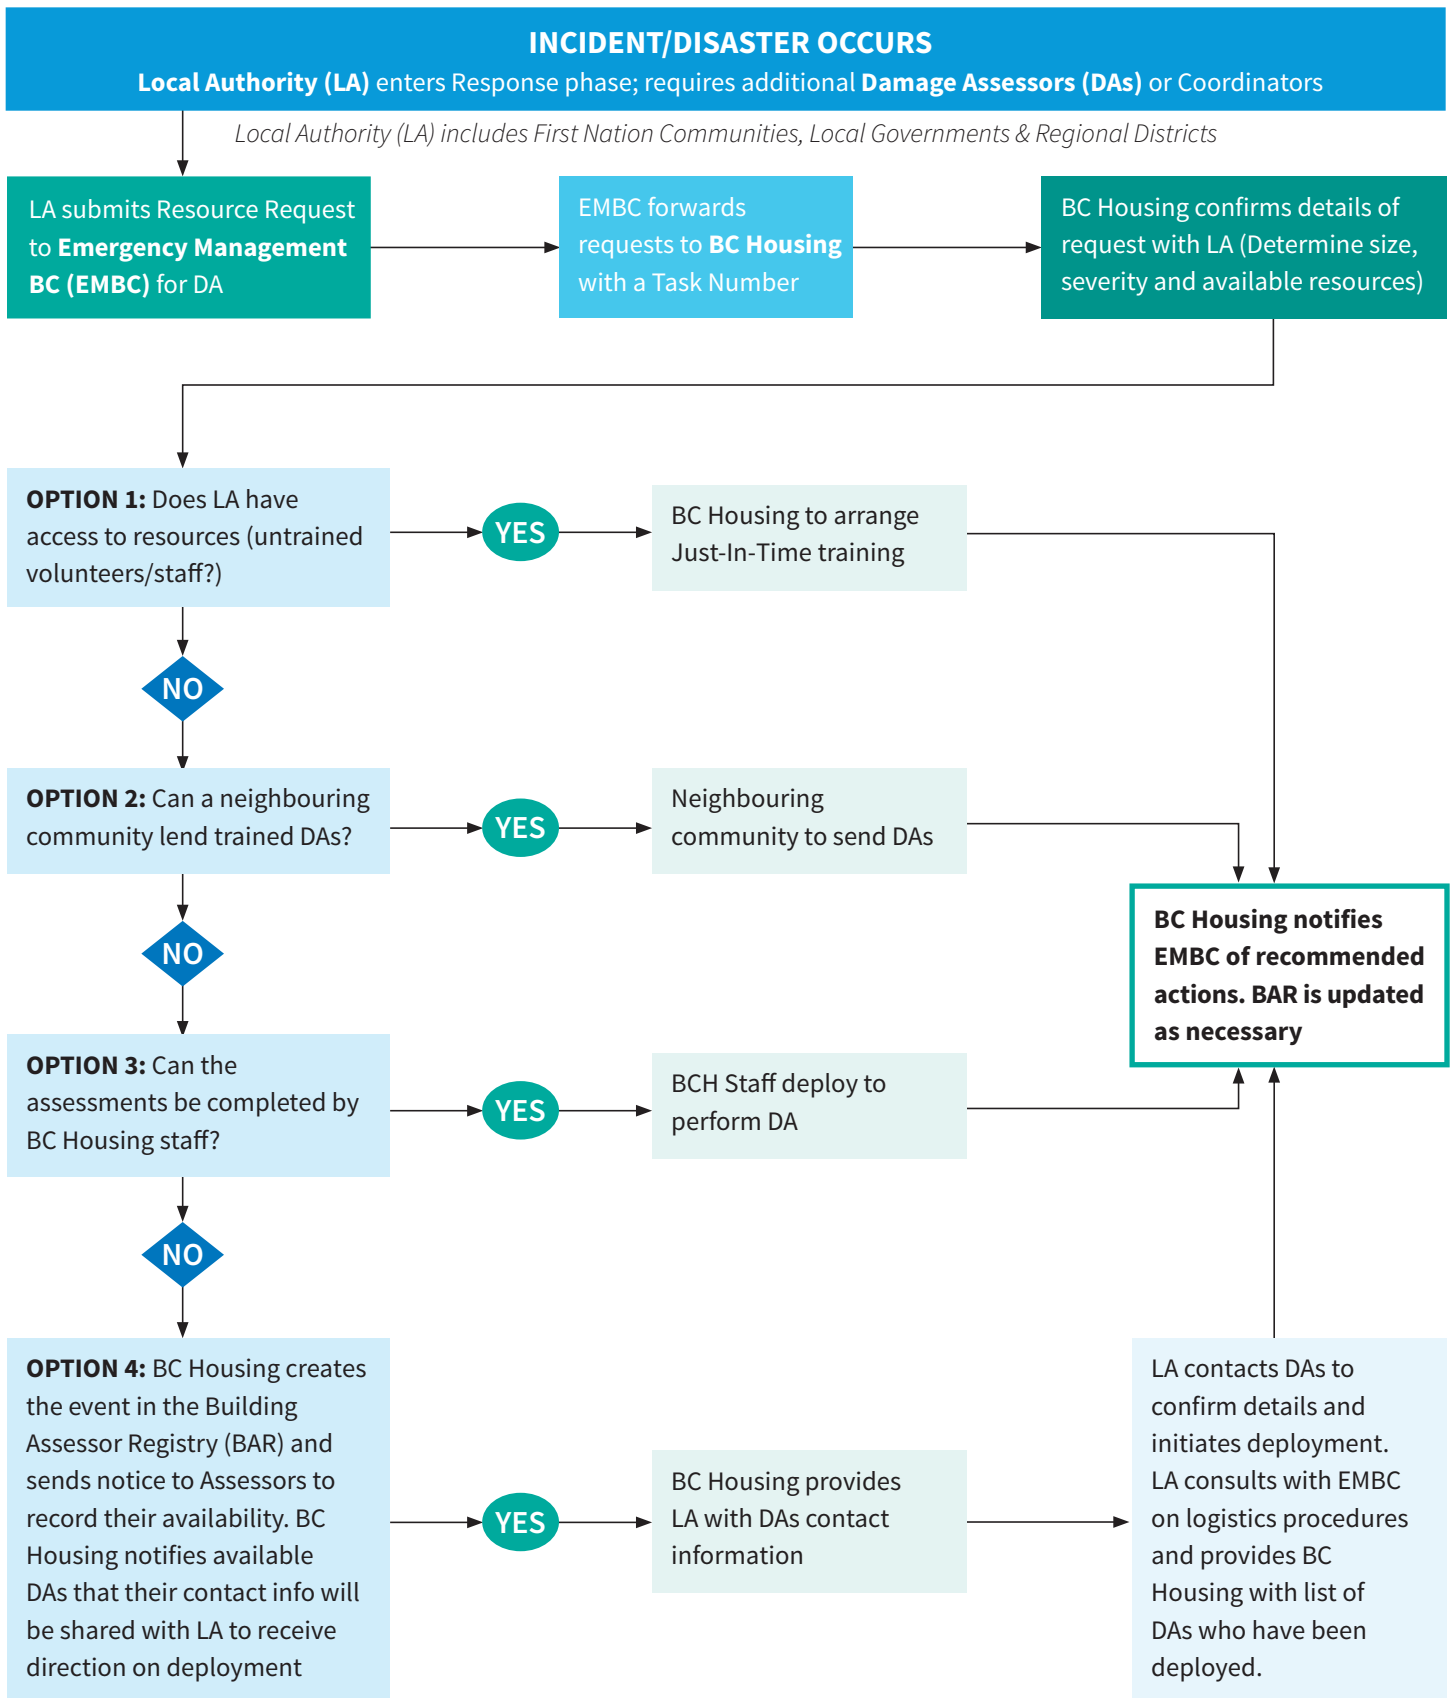 INCIDENT/DISASTER OCCURS
Local Authority (LA) enters Response phase; requires additional Damage Assessors (DAs) or Coordinators
Local Authority (LA) includes First Nation Communities, Local Governments & Regional Districts
LA submits Resource Request
to Emergency Management
BC (EMBC) for DA
EMBC forwards
requests to BC Housing
with a Task Number
BC Housing confirms details of
request with LA (Determine size,
severity and available resources)
OPTION 1: Does LA have
access to resources (untrained
volunteers/staff?)
YES
BC Housing to arrange
Just-In-Time training
NO
OPTION 2: Can a neighbouring
community lend trained DAs?
YES
Neighbouring
community to send DAs
BC Housing notifies
EMBC of recommended
actions. BAR is updated
as necessary
NO
OPTION 3: Can the
assessments be completed by
BC Housing staff?
YES
BCH Staff deploy to
perform DA
NO
OPTION 4: BC Housing creates
the event in the Building
Assessor Registry (BAR) and
sends notice to Assessors to
record their availability. BC
Housing notifies available
DAs that their contact info will
be shared with LA to receive
direction on deployment
YES
BC Housing provides
LA with DAs contact
information
LA contacts DAs to
confirm details and
initiates deployment.
LA consults with EMBC
on logistics procedures
and provides BC
Housing with list of
DAs who have been
deployed.